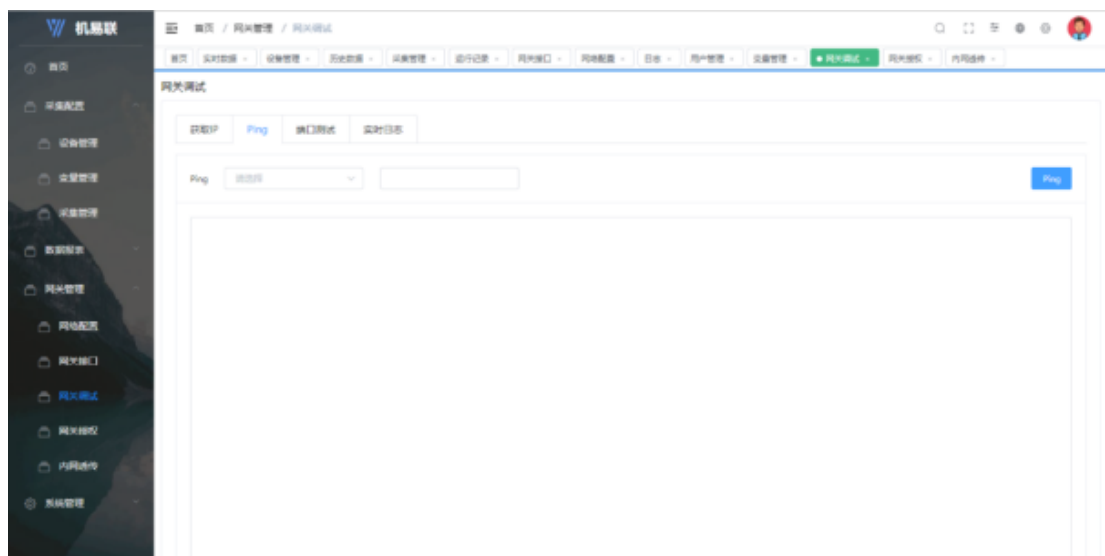 机易联
首页 / 网关管理 / 网关调试
首页 实时数据 设备管理 历史数据 采集管理 运行记录 网关接口 网络配置 日志 用户管理 变量管理 网关调试 网关授权 内网透传
首页
采集配置
设备管理
变量管理
采集管理
数据报表
网关管理
网络配置
网关接口
网关调试
网关授权
内网透传
系统管理
网关调试
获取IP Ping 端口测试 实时日志
Ping 请选择 Ping